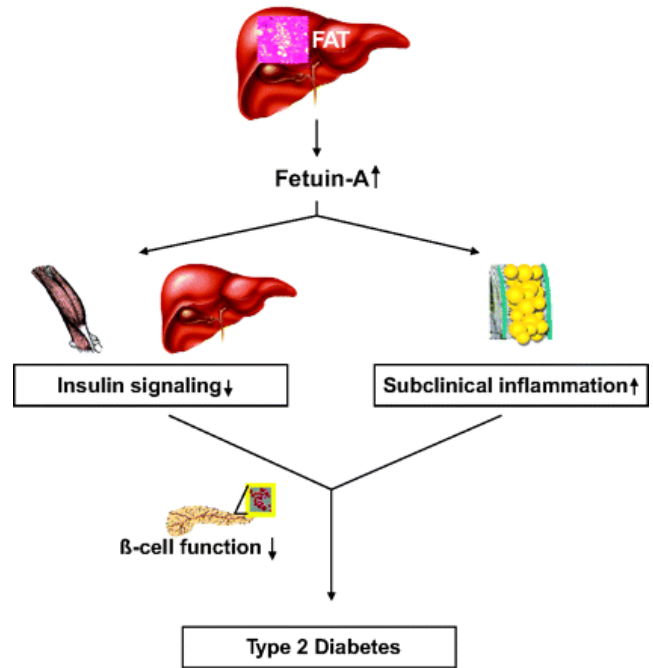 FAT
Fetuin-A↑
Insulin signaling↓
Subclinical inflammation↑
ß-cell function ↓
Type 2 Diabetes